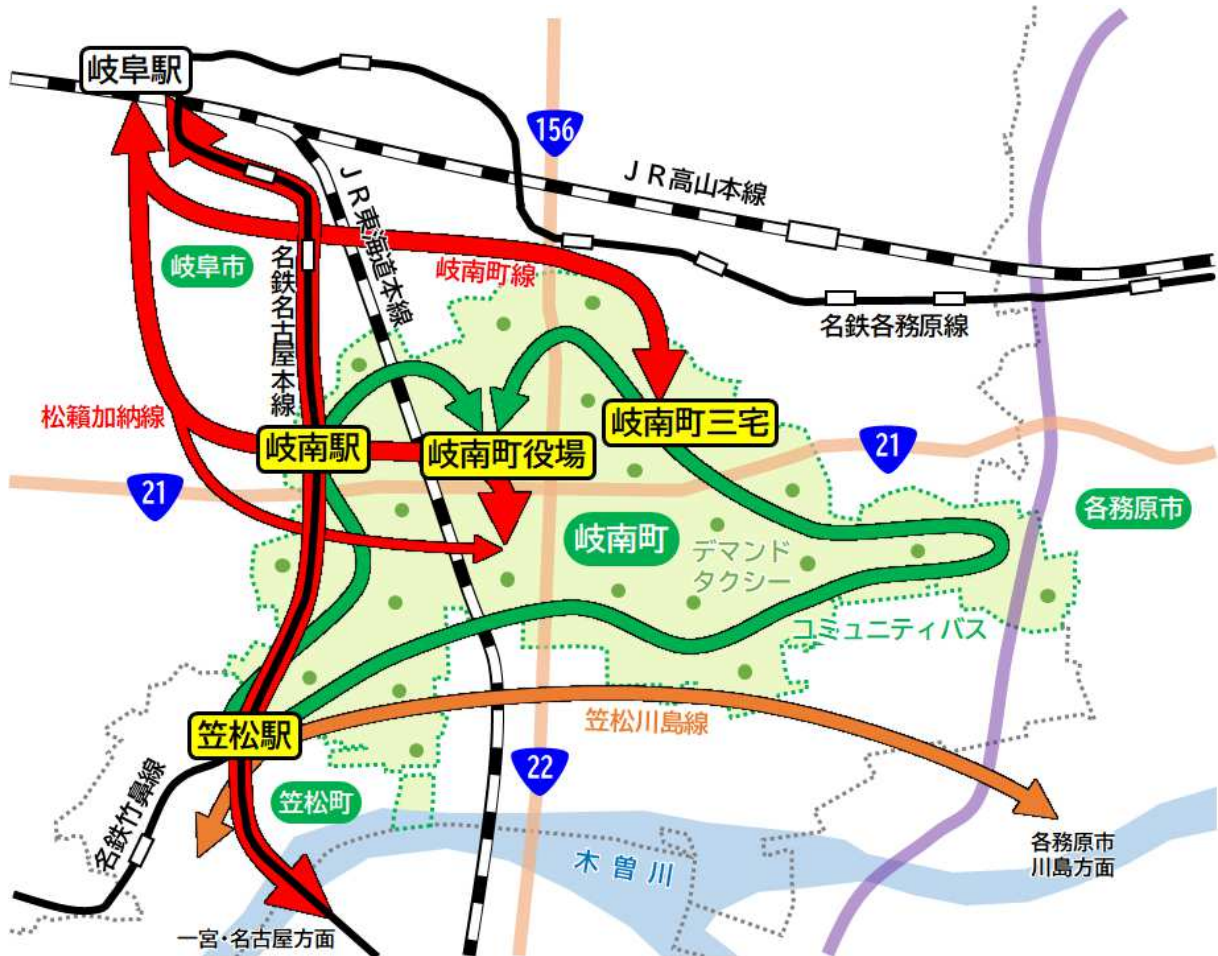 岐阜駅
156
JR高山本線
JR東海道本線
岐阜市
岐南町線
名鉄名古屋本線
名鉄各務原線
松籟加納線
岐南駅
岐南町役場
岐南町三宅
21
21
各務原市
岐南町
デマンド
タクシー
コミュニティバス
笠松駅
笠松川島線
22
名鉄竹鼻線
笠松町
木曽川
各務原市
川島方面
一宮・名古屋方面